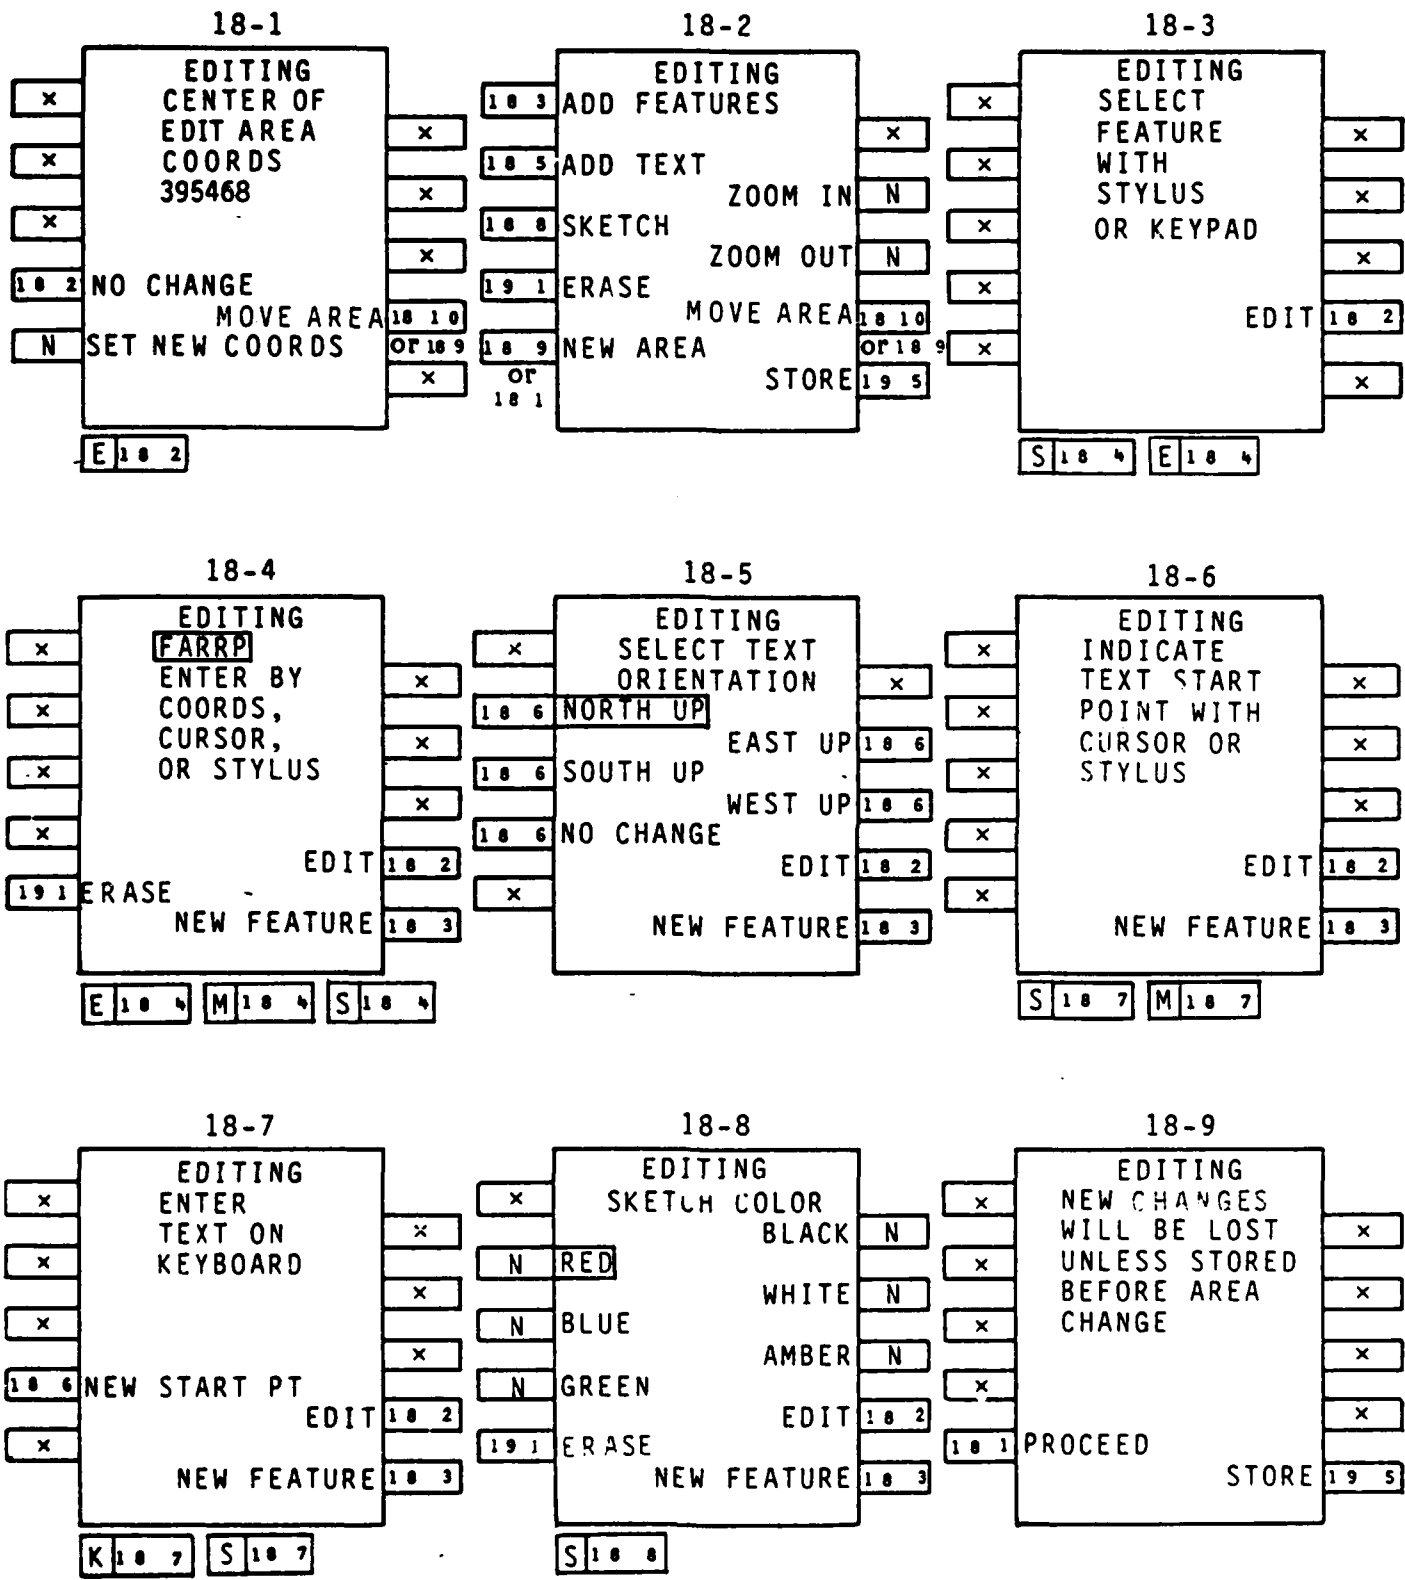 18-1
EDITING
× CENTER OF
EDIT AREA ×
× COORDS
395468 ×
×
×
18 2 NO CHANGE
MOVE AREA 18 10
N SET NEW COORDS or 18 9
×
E 18 2
18-2
EDITING
18 3 ADD FEATURES
×
18 5 ADD TEXT
ZOOM IN N
18 8 SKETCH
ZOOM OUT N
19 1 ERASE
MOVE AREA 18 10
18 9 NEW AREA or 18 9
or STORE 19 5
18 1
18-3
EDITING
× SELECT
FEATURE ×
× WITH
STYLUS ×
× OR KEYPAD
×
×
EDIT 18 2
×
×
S 18 4 E 18 4
18-4
EDITING
× FARRP
ENTER BY ×
× COORDS,
CURSOR, ×
× OR STYLUS
×
×
EDIT 18 2
19 1 ERASE
NEW FEATURE 18 3
E 18 4 M 18 4 S 18 4
18-5
EDITING
× SELECT TEXT
ORIENTATION ×
18 6 NORTH UP
EAST UP 18 6
18 6 SOUTH UP
WEST UP 18 6
18 6 NO CHANGE
EDIT 18 2
×
NEW FEATURE 18 3
18-6
EDITING
× INDICATE
TEXT START ×
× POINT WITH
CURSOR OR ×
× STYLUS
×
×
EDIT 18 2
×
NEW FEATURE 18 3
S 18 7 M 18 7
18-7
EDITING
× ENTER
TEXT ON ×
× KEYBOARD
×
×
×
18 6 NEW START PT
EDIT 18 2
×
NEW FEATURE 18 3
K 18 7 S 18 7
18-8
EDITING
× SKETCH COLOR
BLACK N
N RED
WHITE N
N BLUE
AMBER N
N GREEN
EDIT 18 2
19 1 ERASE
NEW FEATURE 18 3
S 18 8
18-9
EDITING
× NEW CHANGES
WILL BE LOST ×
× UNLESS STORED
BEFORE AREA ×
× CHANGE
×
×
×
18 1 PROCEED
STORE 19 5